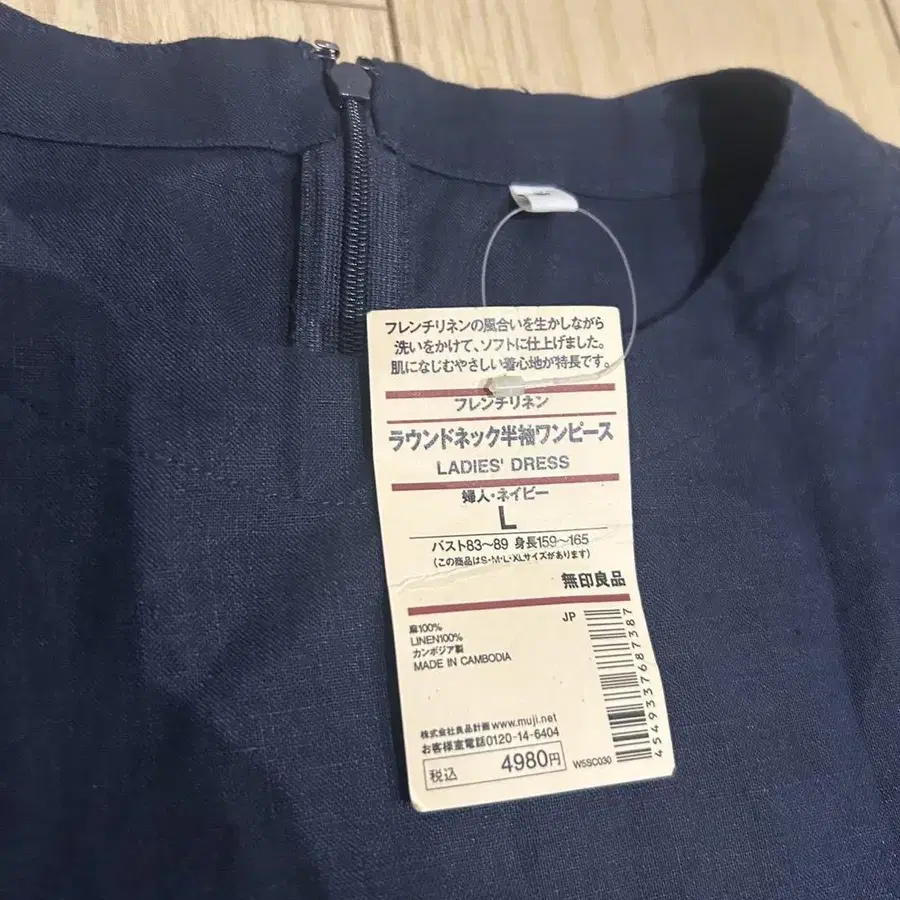 フレンチリネンの風合いを生かしながら
洗いをかけて、ソフトに仕上げました。
肌になじむやさしい着心地が特長です。
フレンチリネン
ラウンドネック半袖ワンピース
LADIES' DRESS
婦人・ネイビー
L
バスト83～89 身長159～165
(この商品はS・M・L・XLサイズがあります)
無印良品
JP
麻100%
LINEN100%
カンボジア製
MADE IN CAMBODIA
株式会社良品計画 www.muji.net
お客様室電話0120-14-6404
税込 4980円
W5SC030
4549337687387